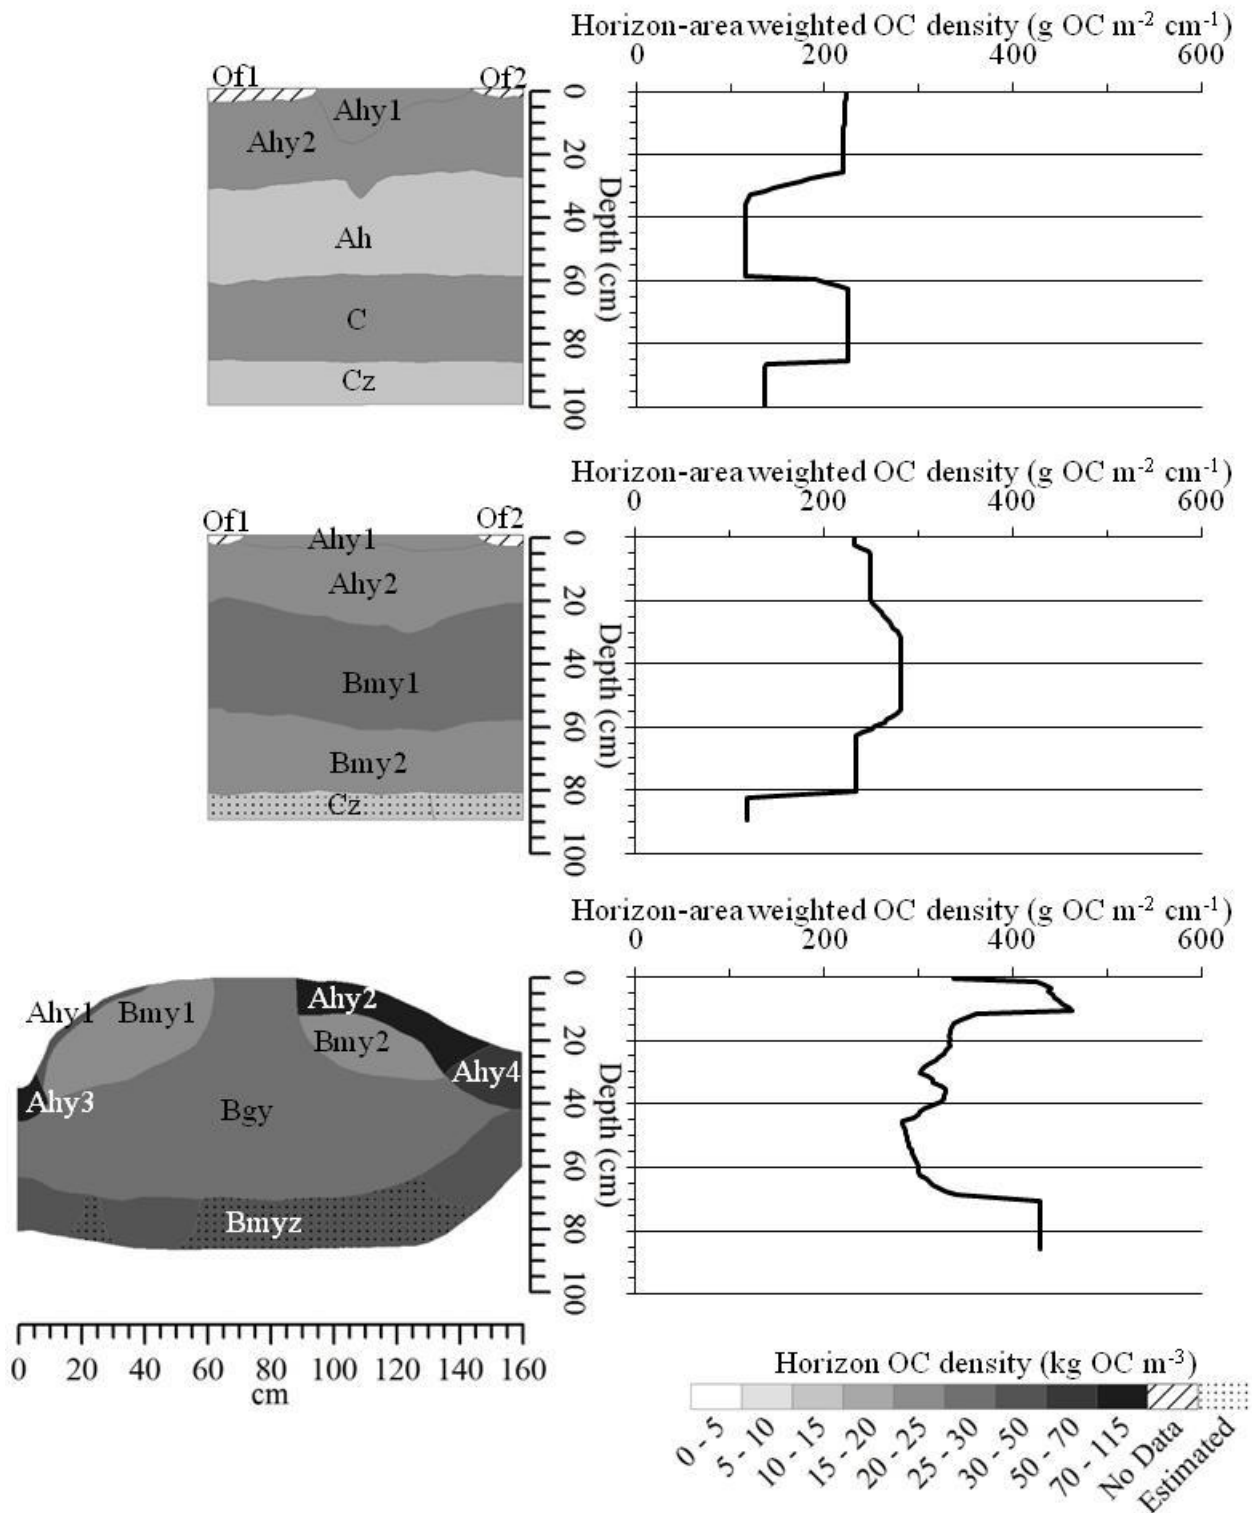 Horizon-area weighted OC density (g OC m-2 cm-1)
0 200 400 600
Of1 Of2
Ahy1
Ahy2
Ah
C
Cz
0 20 40 60 80 100
Depth (cm)
Horizon-area weighted OC density (g OC m-2 cm-1)
0 200 400 600
Of1 Of2
Ahy1
Ahy2
Bmy1
Bmy2
Cz
0 20 40 60 80 100
Depth (cm)
Horizon-area weighted OC density (g OC m-2 cm-1)
0 200 400 600
Ahy1 Bmy1 Ahy2
Bmy2
Ahy3 Ahy4
Bgy
Bmyz
0 20 40 60 80 100
Depth (cm)
0 20 40 60 80 100 120 140 160
cm
Horizon OC density (kg OC m-3)
0 - 5
5 - 10
10 - 15
15 - 20
20 - 25
25 - 30
30 - 50
50 - 70
70 - 115
No Data
Estimated